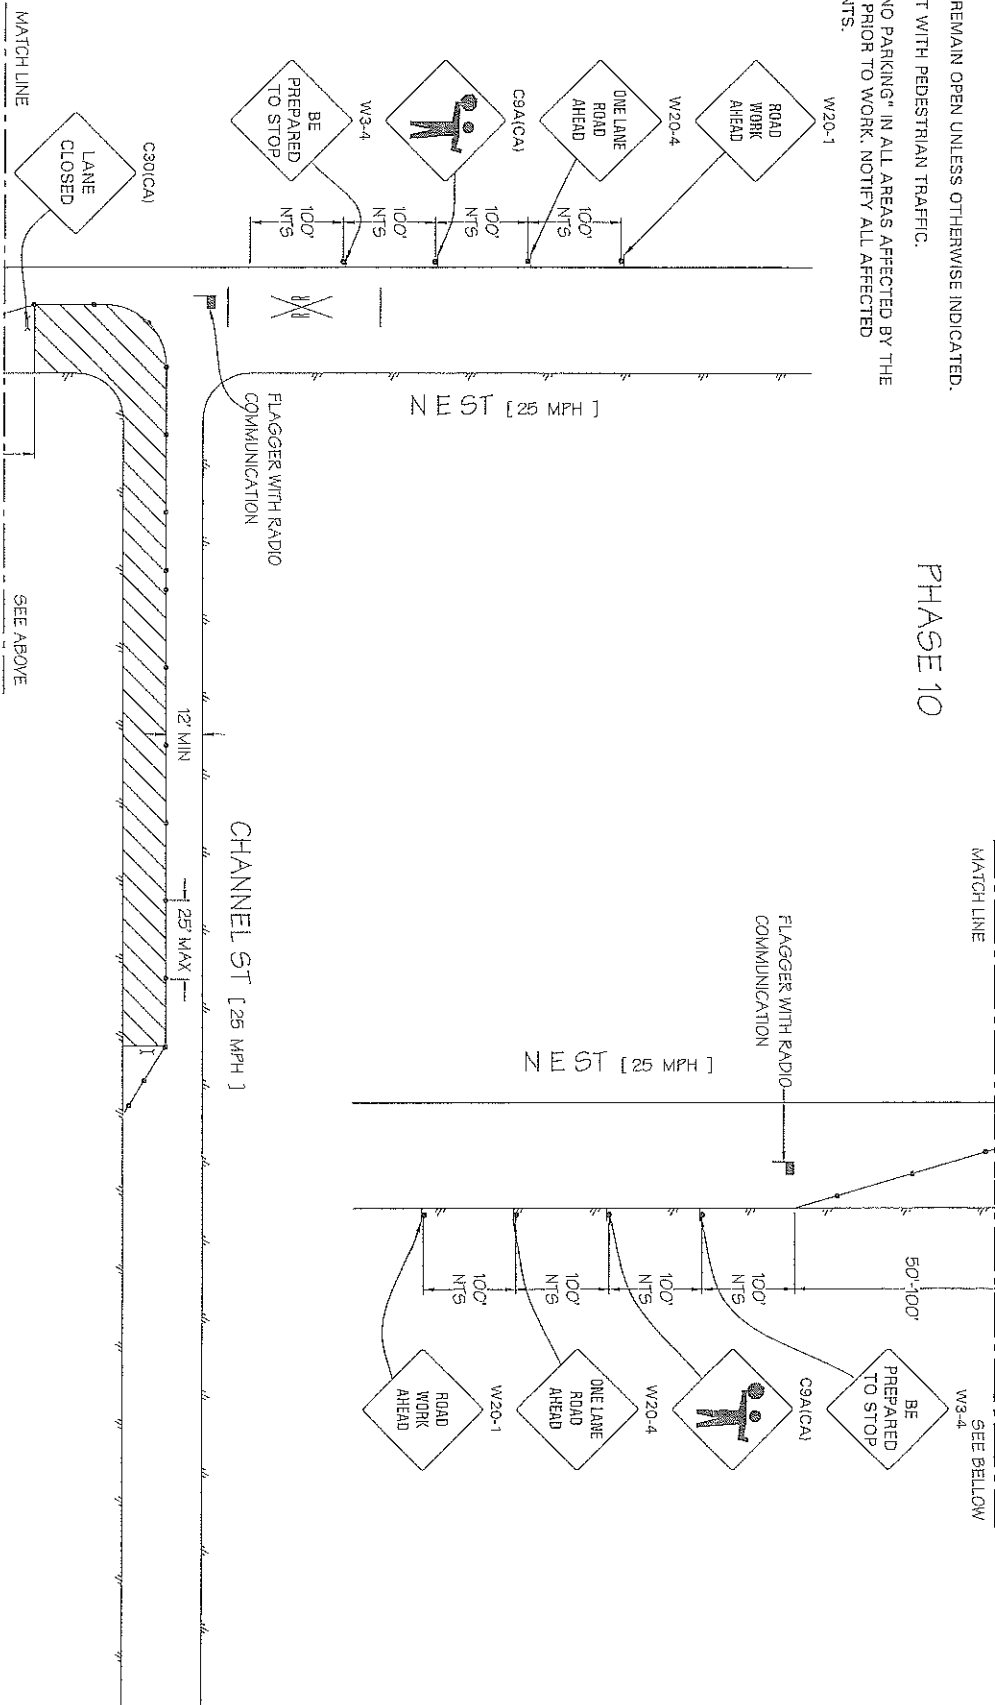 REMAIN OPEN UNLESS OTHERWISE INDICATED.
T WITH PEDESTRIAN TRAFFIC.
NO PARKING" IN ALL AREAS AFFECTED BY THE
PRIOR TO WORK. NOTIFY ALL AFFECTED
NTS.
PHASE 10
W20-1
ROAD
WORK
AHEAD
W20-4
ONE LANE
ROAD
AHEAD
C9A(CA)
W3-4
BE
PREPARED
TO STOP
100'
NTS
100'
NTS
100'
NTS
100'
NTS
C30(CA)
LANE
CLOSED
R R
NEST [25 MPH]
FLAGGER WITH RADIO
COMMUNICATION
12' MIN
25' MAX
CHANNEL ST [25 MPH]
MATCH LINE
SEE ABOVE
MATCH LINE
SEE BELLOW
FLAGGER WITH RADIO
COMMUNICATION
NEST [25 MPH]
50'-100'
100'
NTS
100'
NTS
100'
NTS
100'
NTS
W3-4
BE
PREPARED
TO STOP
C9A(CA)
W20-4
ONE LANE
ROAD
AHEAD
W20-1
ROAD
WORK
AHEAD